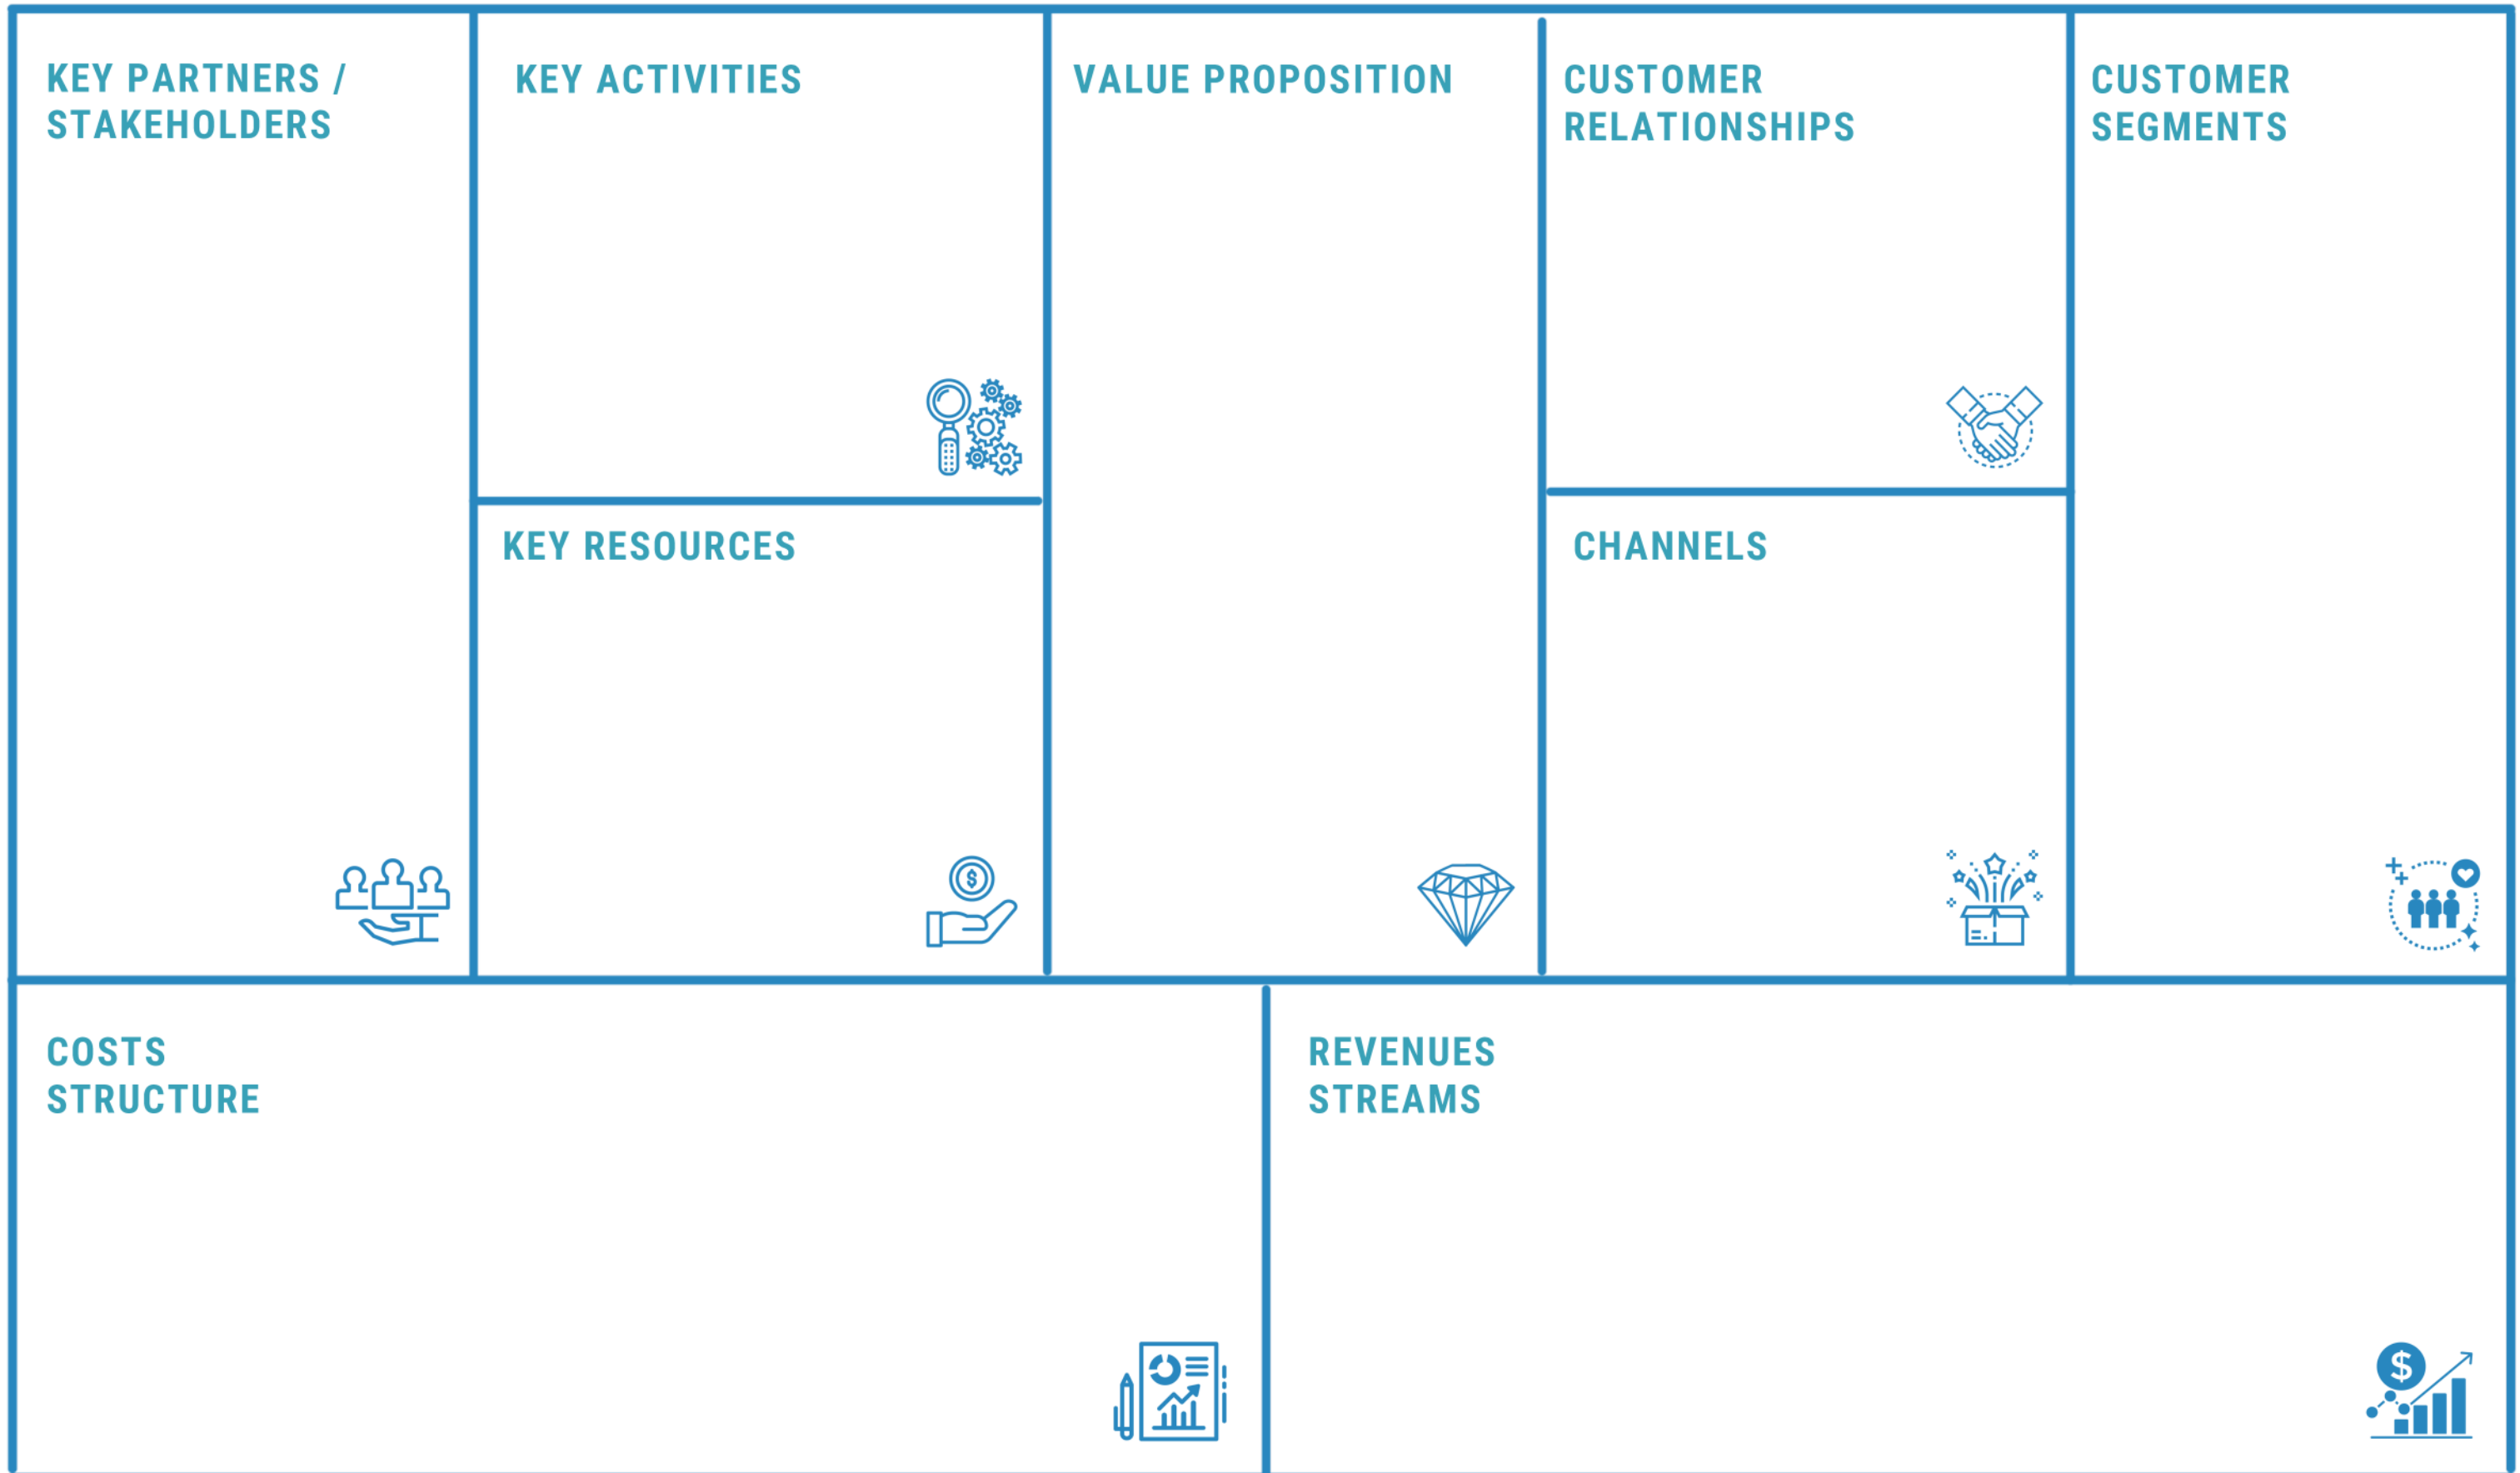 KEY PARTNERS /
STAKEHOLDERS
KEY ACTIVITIES
KEY RESOURCES
VALUE PROPOSITION
CUSTOMER
RELATIONSHIPS
CHANNELS
CUSTOMER
SEGMENTS
COSTS
STRUCTURE
REVENUES
STREAMS